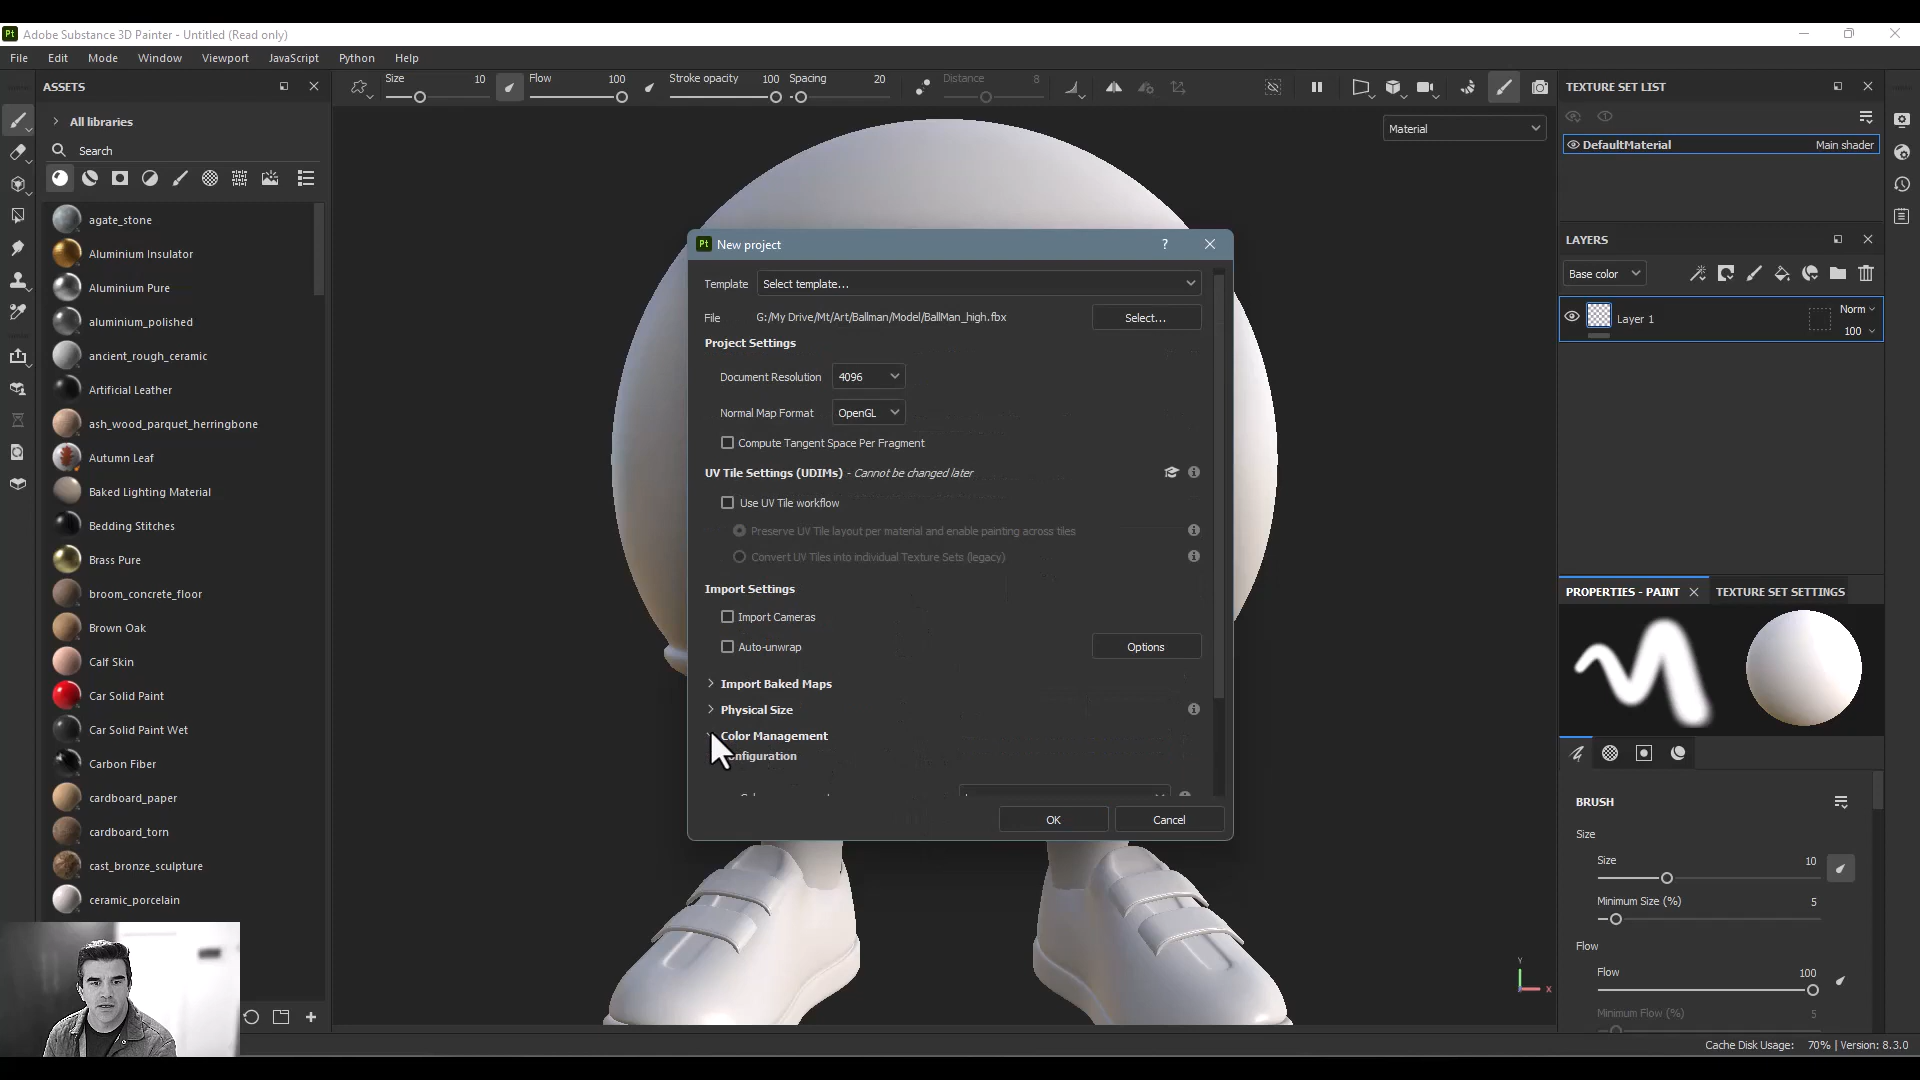 Pt Adobe Substance 3D Painter - Untitled (Read only)
File Edit Mode Window Viewport JavaScript Python Help
ASSETS
All libraries
Search
agate_stone
Aluminium Insulator
Aluminium Pure
aluminium_polished
ancient_rough_ceramic
Artificial Leather
ash_wood_parquet_herringbone
Autumn Leaf
Baked Lighting Material
Bedding Stitches
Brass Pure
broom_concrete_floor
Brown Oak
Calf Skin
Car Solid Paint
Car Solid Paint Wet
Carbon Fiber
cardboard_paper
cardboard_torn
cast_bronze_sculpture
ceramic_porcelain
Size 10 Flow 100 Stroke opacity 100 Spacing 20 Distance 8
Material
Pt New project ?
Template Select template...
File G:/My Drive/Mt/Art/Ballman/Model/BallMan_high.fbx Select...
Project Settings
Document Resolution 4096
Normal Map Format OpenGL
Compute Tangent Space Per Fragment
UV Tile Settings (UDIMs) - Cannot be changed later
Use UV Tile workflow
Preserve UV Tile layout per material and enable painting across tiles
Convert UV Tiles into individual Texture Sets (legacy)
Import Settings
Import Cameras
Auto-unwrap Options
Import Baked Maps
Physical Size
Color Management
OK Cancel
Y
X
TEXTURE SET LIST
DefaultMaterial Main shader
LAYERS
Base color
Layer 1 Norm
100
PROPERTIES - PAINT TEXTURE SET SETTINGS
BRUSH
Size
Size 10
Minimum Size (%) 5
Flow
Flow 100
Minimum Flow (%) 5
Cache Disk Usage: 70% | Version: 8.3.0